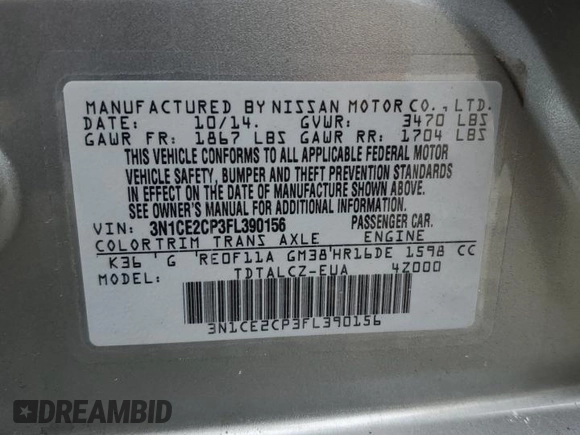 MANUFACTURED BY NISSAN MOTOR CO., LTD.
DATE: 10/14. GVWR: 3470 LBS
GAWR FR: 1867 LBS GAWR RR: 1704 LBS
THIS VEHICLE CONFORMS TO ALL APPLICABLE FEDERAL MOTOR
VEHICLE SAFETY, BUMPER AND THEFT PREVENTION STANDARDS
IN EFFECT ON THE DATE OF MANUFACTURE SHOWN ABOVE.
SEE OWNER'S MANUAL FOR ADDITIONAL INFORMATION.
VIN: 3N1CE2CP3FL390156 PASSENGER CAR.
COLOR TRIM TRANS AXLE ENGINE
K36 G RE0F11A GM38 HR16DE 1598 CC
MODEL: TDTALCZ-EUA 4Z000
3N1CE2CP3FL390156
DREAMBID